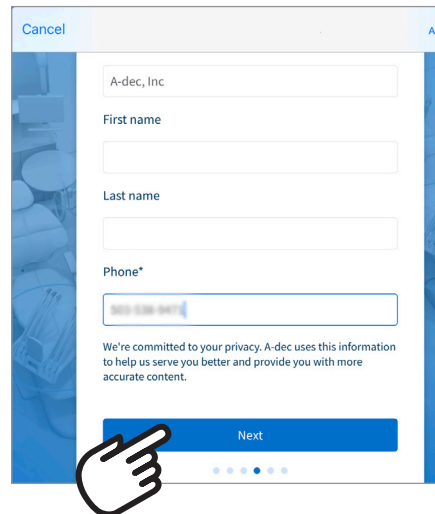 Cancel
A
A-dec, Inc
First name
Last name
Phone*
We're committed to your privacy. A-dec uses this information
to help us serve you better and provide you with more
accurate content.
Next